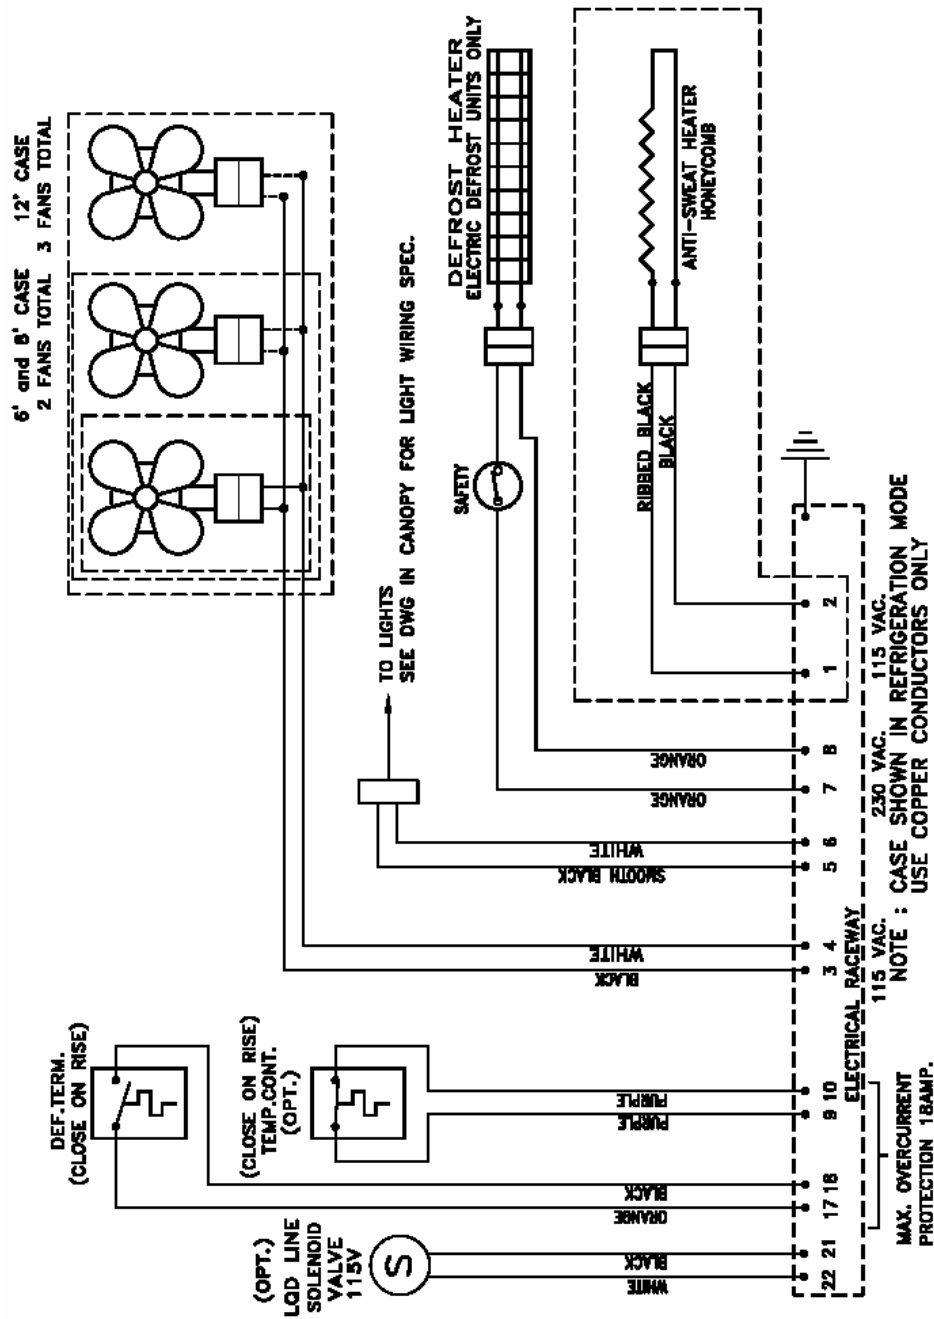 6' and 8' CASE
2 FANS TOTAL
12' CASE
3 FANS TOTAL
DEFROST HEATER
ELECTRIC DEFROST UNITS ONLY
ANTI-SWEAT HEATER
HONEYCOMB
TO LIGHTS
SEE DWG IN CANOPY FOR LIGHT WIRING SPEC.
SAFETY
RIBBED BLACK
BLACK
DEF.TERM.
(CLOSE ON RISE)
(CLOSE ON RISE)
TEMP.CONT.
(OPT.)
(OPT.)
LQD LINE
SOLENOID
VALVE
115V
S
WHITE
BLACK
ORANGE
BLACK
PURPLE
PURPLE
BLACK
WHITE
SMOOTH BLACK
WHITE
ORANGE
ORANGE
22 21 17 18 9 10 3 4 5 6 7 8 1 2
ELECTRICAL RACEWAY
115 VAC. 230 VAC. 115 VAC.
MAX. OVERCURRENT
PROTECTION 18AMP.
NOTE : CASE SHOWN IN REFRIGERATION MODE
USE COPPER CONDUCTORS ONLY